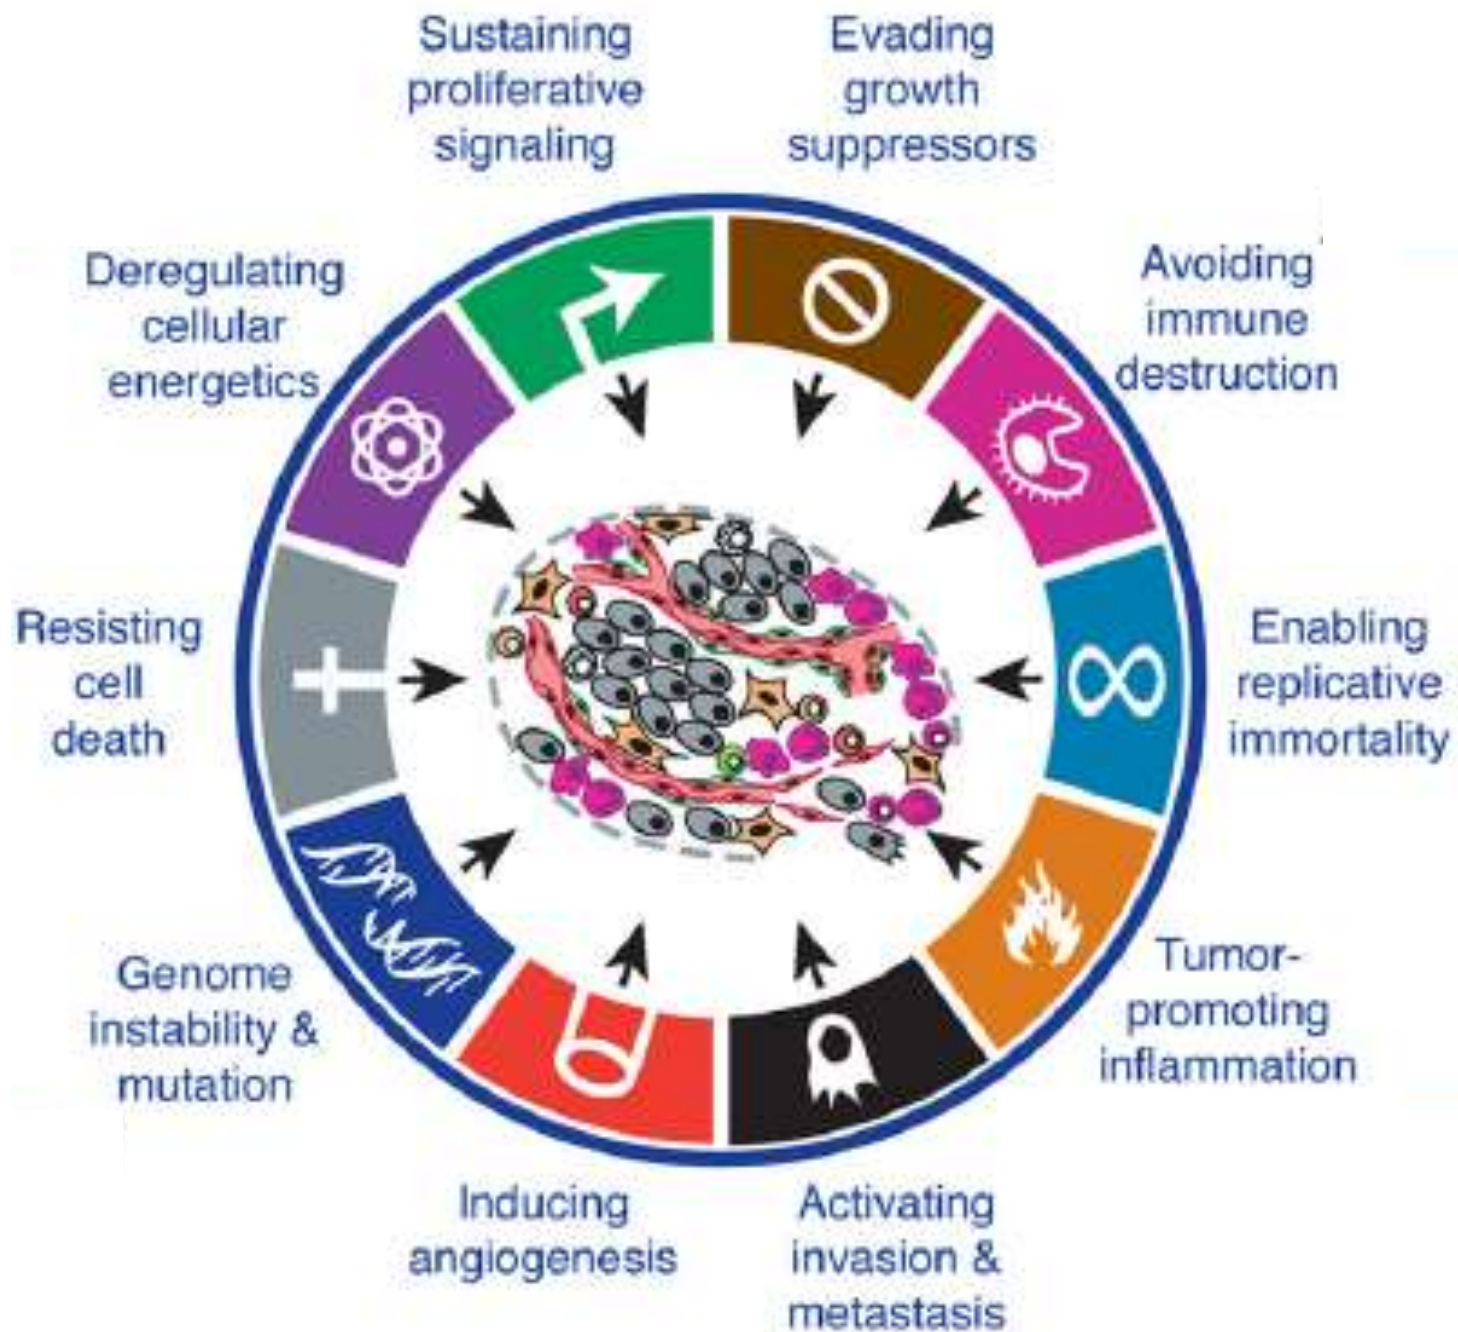 Sustaining
proliferative
signaling
Evading
growth
suppressors
Avoiding
immune
destruction
Enabling
replicative
immortality
Tumor-
promoting
inflammation
Activating
invasion &
metastasis
Inducing
angiogenesis
Genome
instability &
mutation
Resisting
cell
death
Deregulating
cellular
energetics